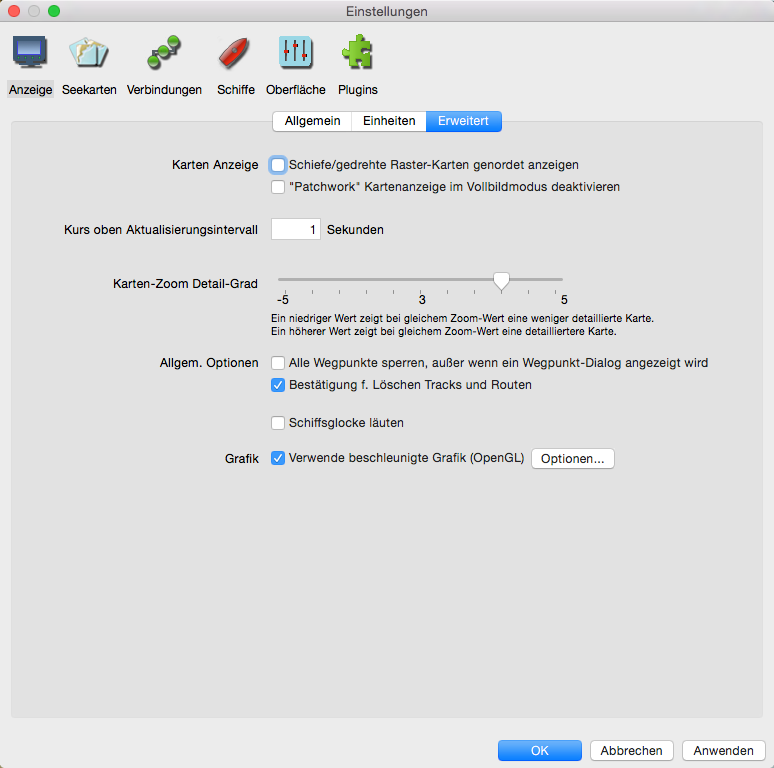 Einstellungen
Anzeige Seekarten Verbindungen Schiffe Oberfläche Plugins
Allgemein Einheiten Erweitert
Karten Anzeige Schiefe/gedrehte Raster-Karten genordet anzeigen
"Patchwork" Kartenanzeige im Vollbildmodus deaktivieren
Kurs oben Aktualisierungsintervall 1 Sekunden
Karten-Zoom Detail-Grad
-5 3 5
Ein niedriger Wert zeigt bei gleichem Zoom-Wert eine weniger detaillierte Karte.
Ein höherer Wert zeigt bei gleichem Zoom-Wert eine detailliertere Karte.
Allgem. Optionen Alle Wegpunkte sperren, außer wenn ein Wegpunkt-Dialog angezeigt wird
Bestätigung f. Löschen Tracks und Routen
Schiffsglocke läuten
Grafik Verwende beschleunigte Grafik (OpenGL) Optionen...
OK Abbrechen Anwenden